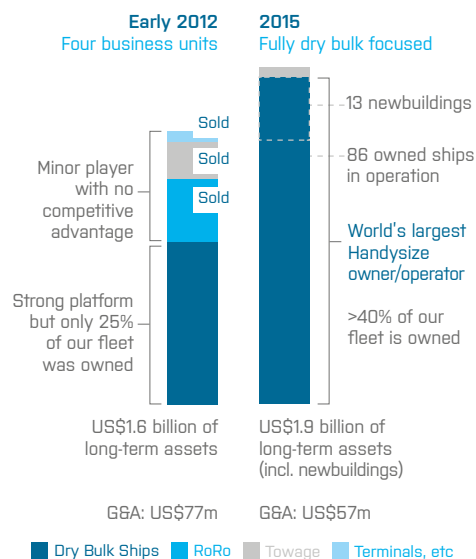 Early 2012
Four business units
Sold
Sold
Sold
Minor player
with no
competitive
advantage
Strong platform
but only 25%
of our fleet
was owned
US$1.6 billion of
long-term assets
G&A: US$77m
2015
Fully dry bulk focused
13 newbuildings
86 owned ships
in operation
World's largest
Handysize
owner/operator
>40% of our
fleet is owned
US$1.9 billion of
long-term assets
(incl. newbuildings)
G&A: US$57m
Dry Bulk Ships RoRo Towage Terminals, etc